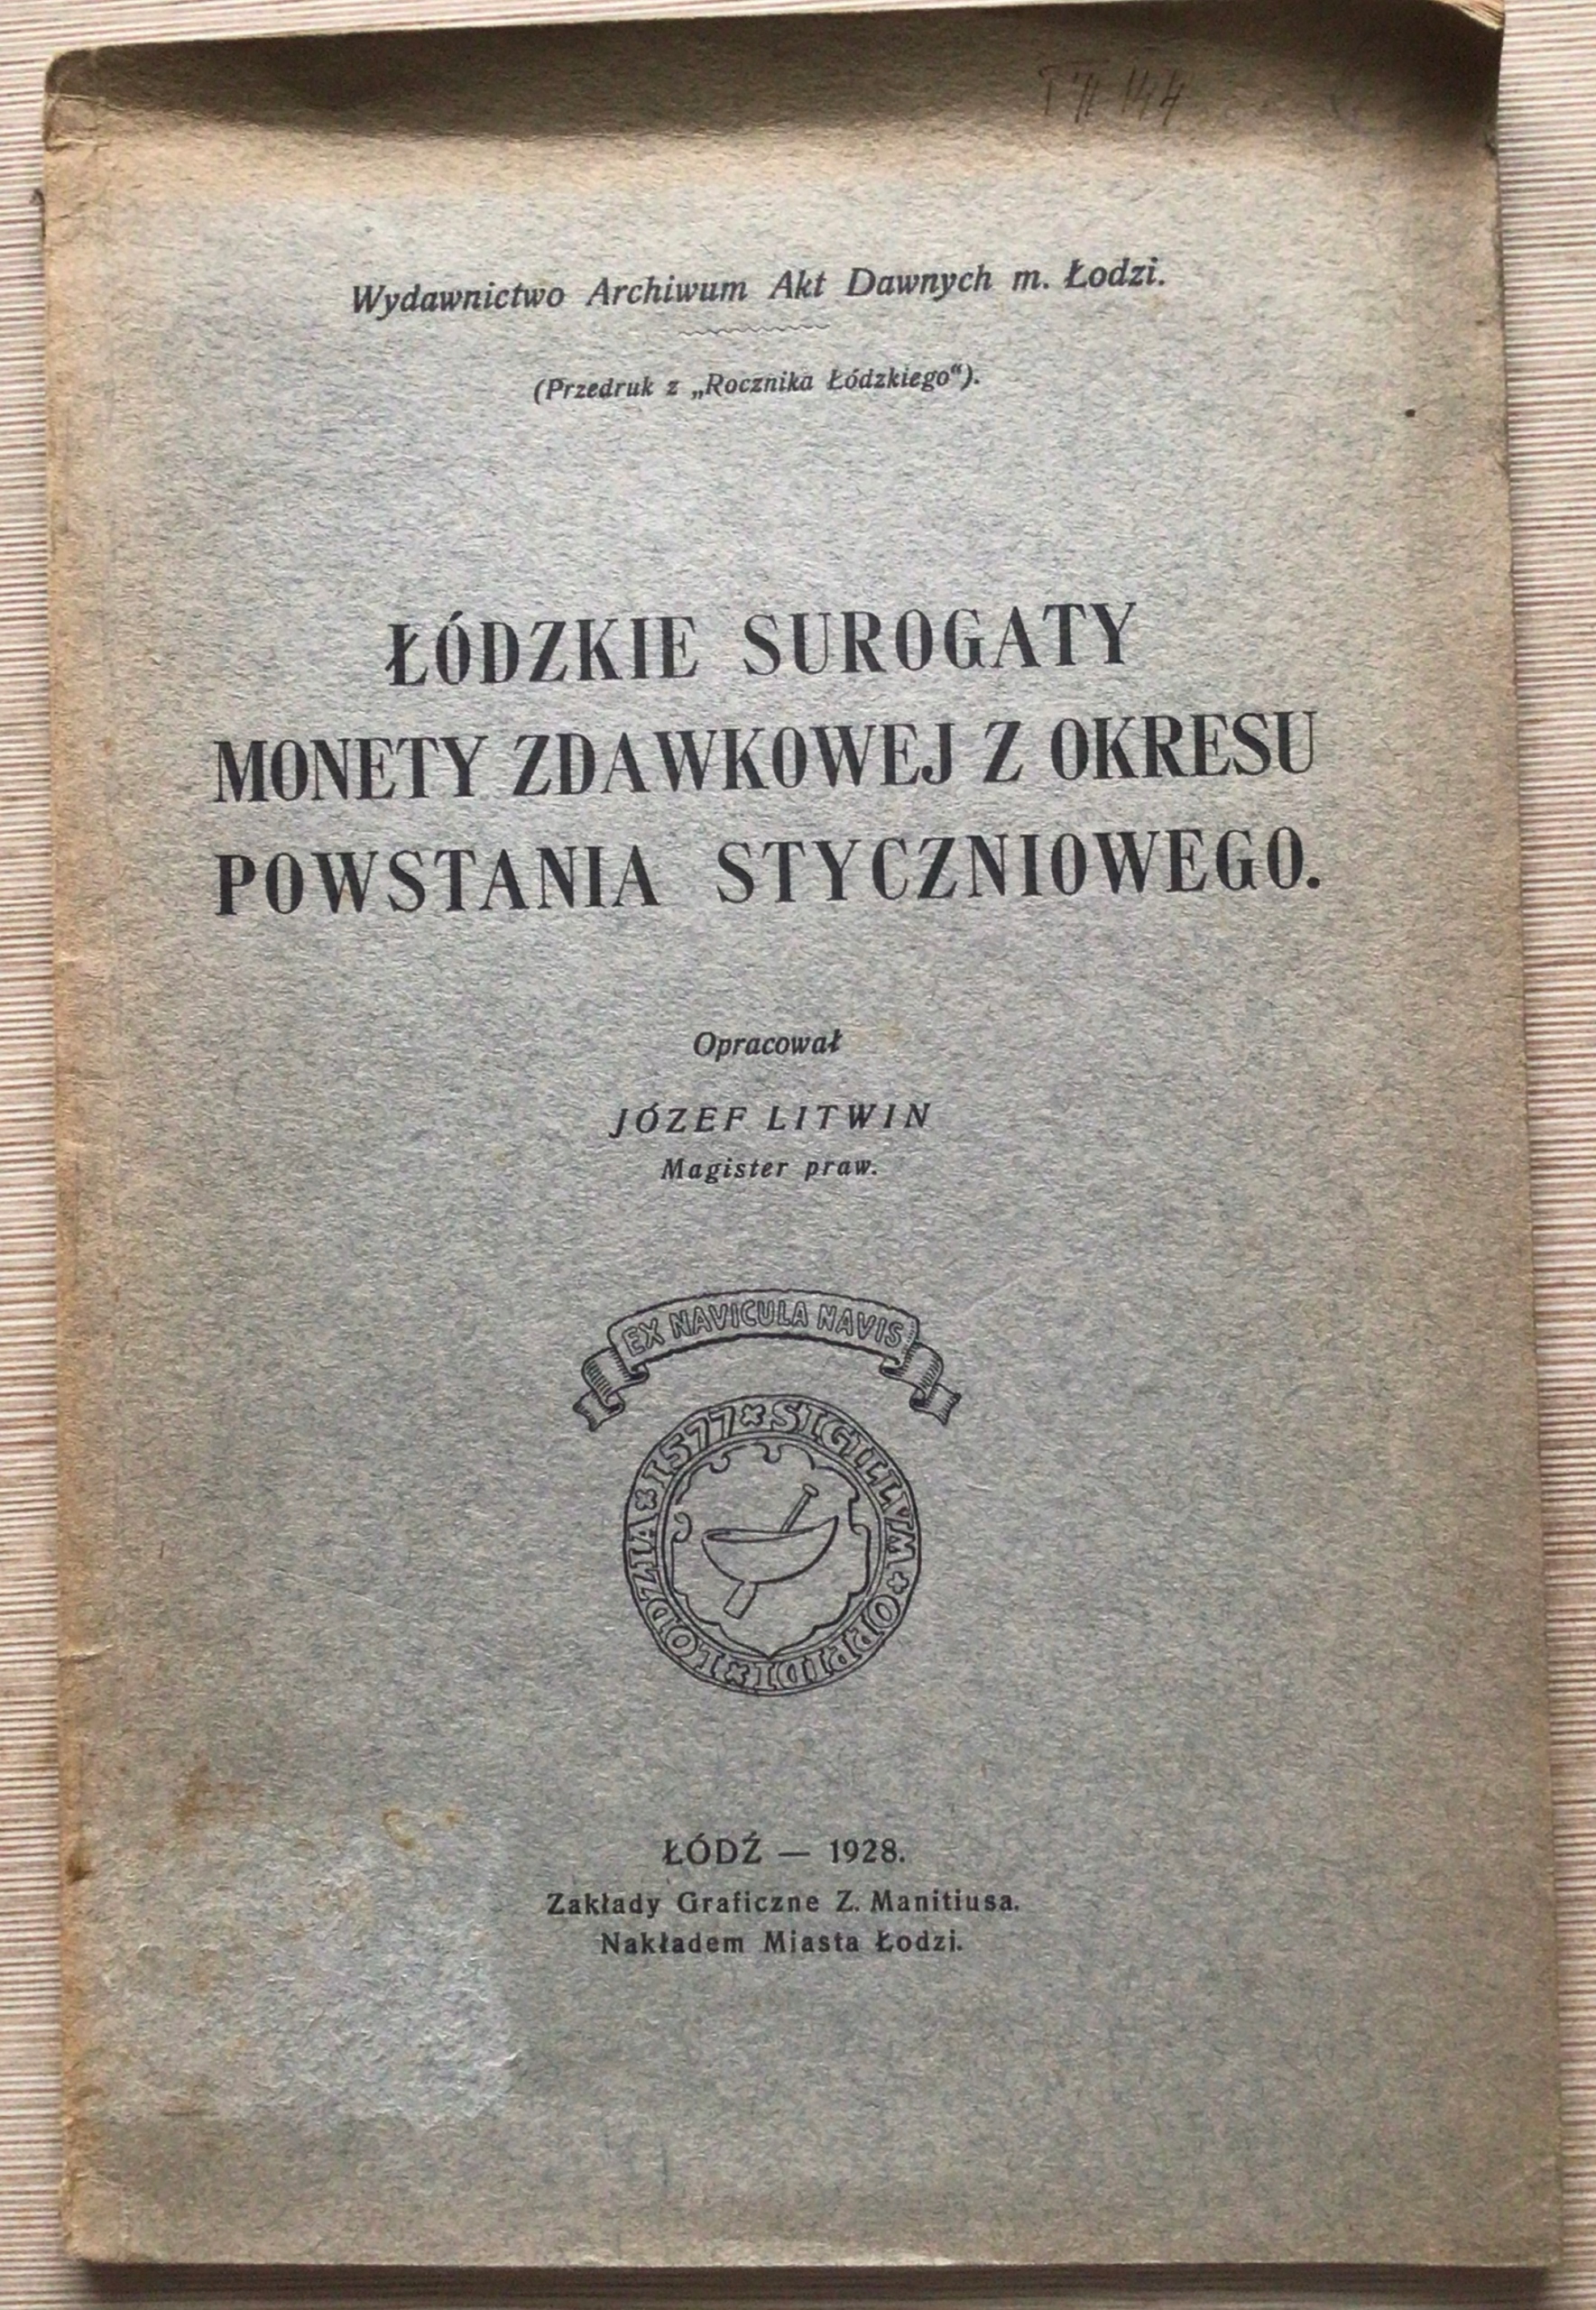 Wydawnictwo Archiwum Akt Dawnych m. Łodzi.
(Przedruk z „Rocznika Łódzkiego“).
ŁÓDZKIE SUROGATY
MONETY ZDAWKOWEJ Z OKRESU
POWSTANIA STYCZNIOWEGO.
Opracował
JÓZEF LITWIN
Magister praw.
EX NAVICULA NAVIS
SIGILLVM OPPIDI LODZIA 1577
ŁÓDŹ — 1928.
Zakłady Graficzne Z. Manitiusa.
Nakładem Miasta Łodzi.